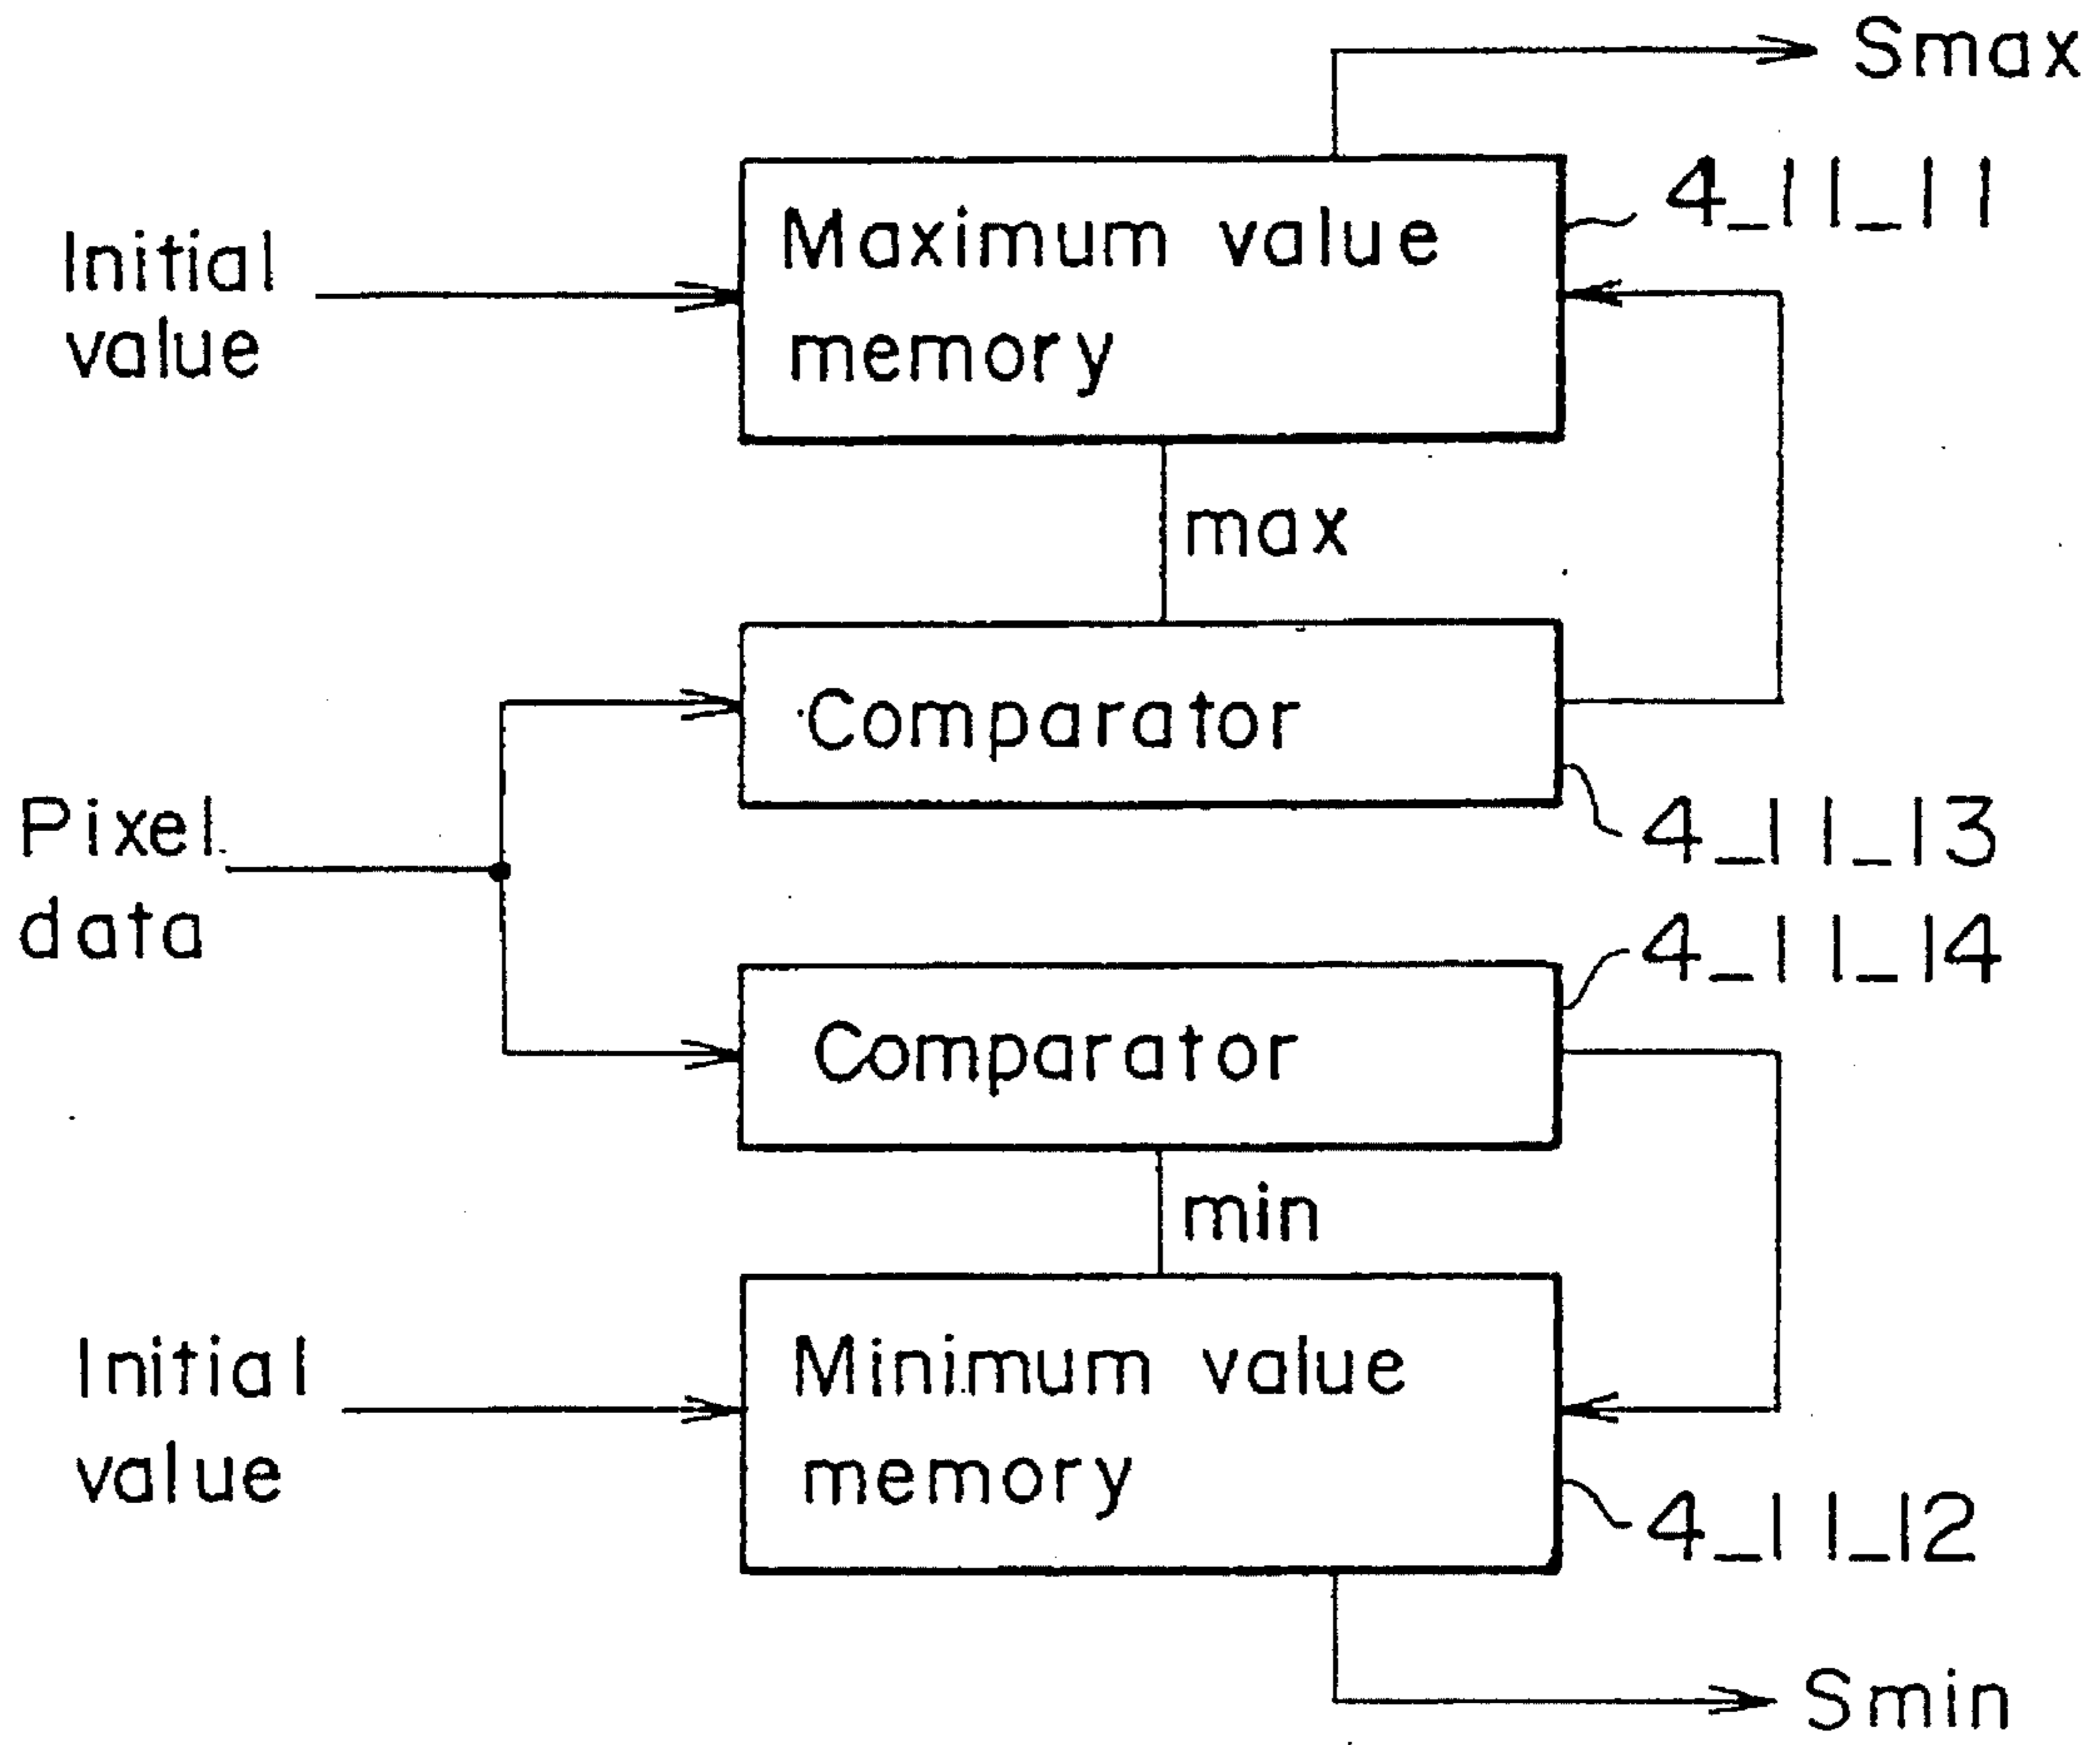 Smax
4_11_11
Maximum value
memory
Initial
value
max
Comparator
4_11_13
Pixel
data
4_11_14
Comparator
min
Initial
value
Minimum value
memory
4_11_12
Smin